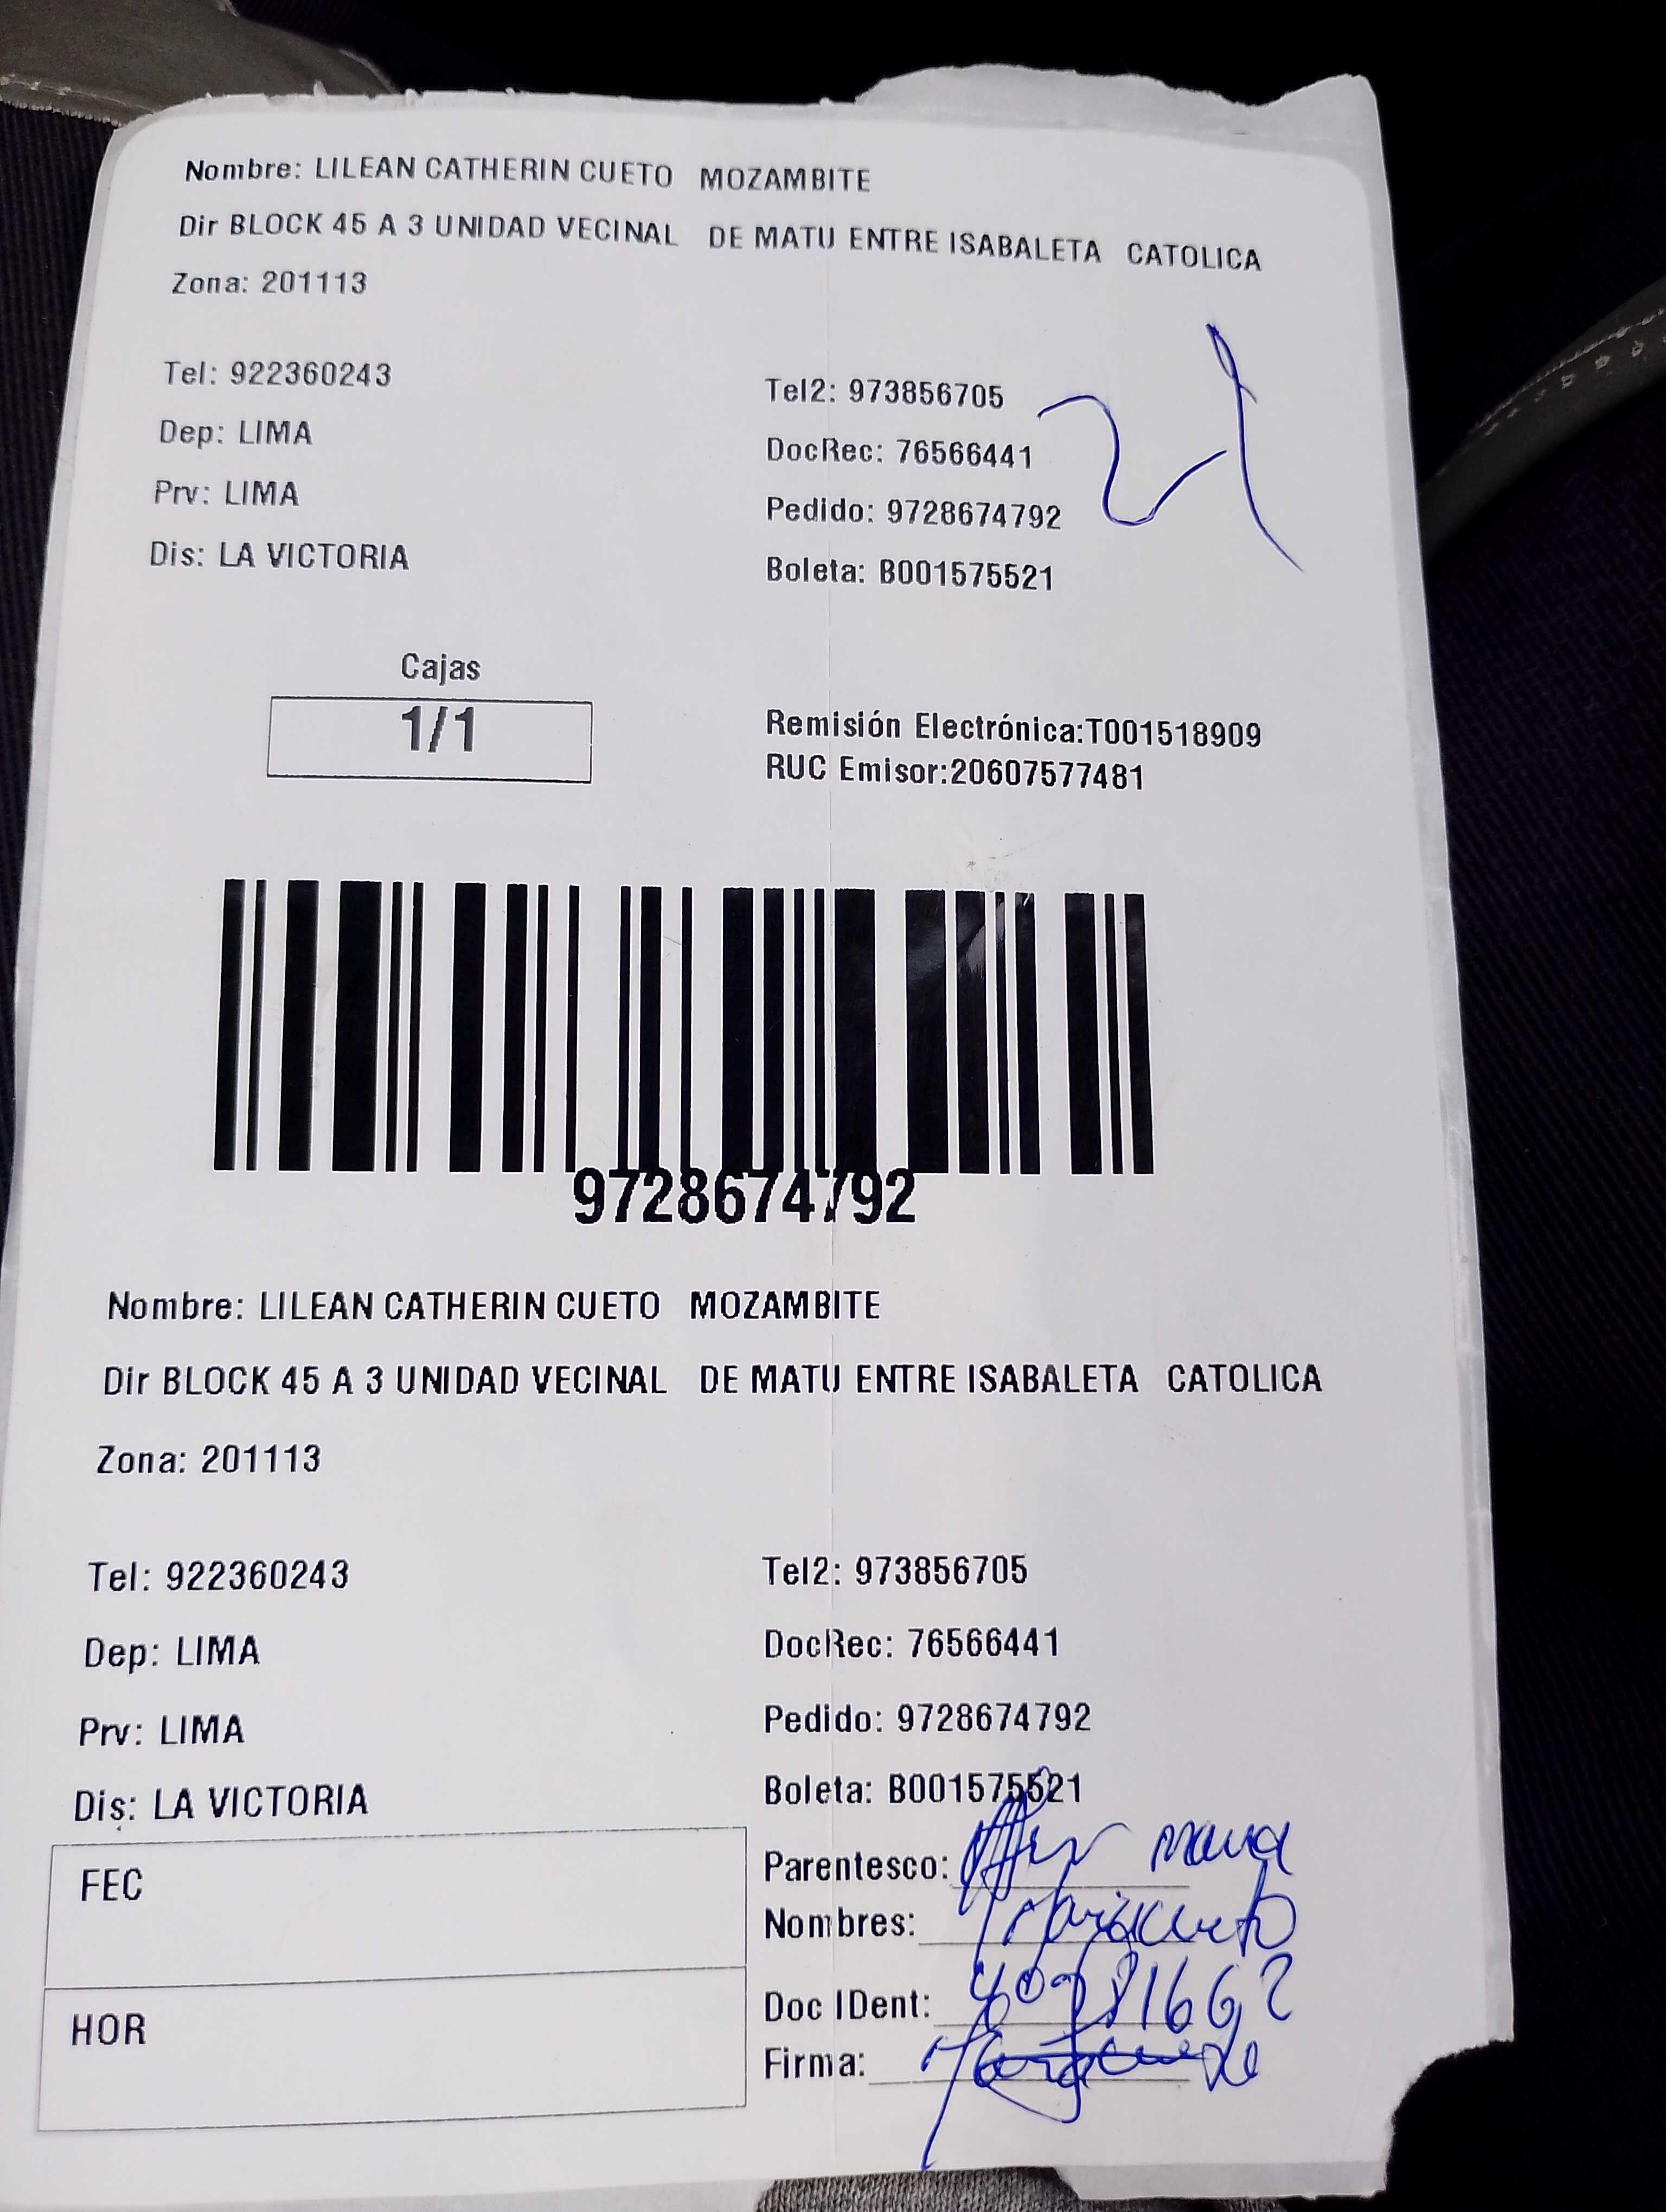 Nombre: LILEAN CATHERIN CUETO MOZAMBITE
Dir BLOCK 45 A 3 UNIDAD VECINAL DE MATU ENTRE ISABALETA CATOLICA
Zona: 201113
Tel: 922360243 Tel2: 973856705
Dep: LIMA DocRec: 76566441
Prv: LIMA Pedido: 9728674792
Dis: LA VICTORIA Boleta: B001575521
Cajas
1/1
Remisión Electrónica:T001518909
RUC Emisor:20607577481
9728674792
Nombre: LILEAN CATHERIN CUETO MOZAMBITE
Dir BLOCK 45 A 3 UNIDAD VECINAL DE MATU ENTRE ISABALETA CATOLICA
Zona: 201113
Tel: 922360243 Tel2: 973856705
Dep: LIMA DocRec: 76566441
Prv: LIMA Pedido: 9728674792
Dis: LA VICTORIA Boleta: B001575521
FEC
Parentesco:
Nombres:
HOR
Doc IDent:
Firma: